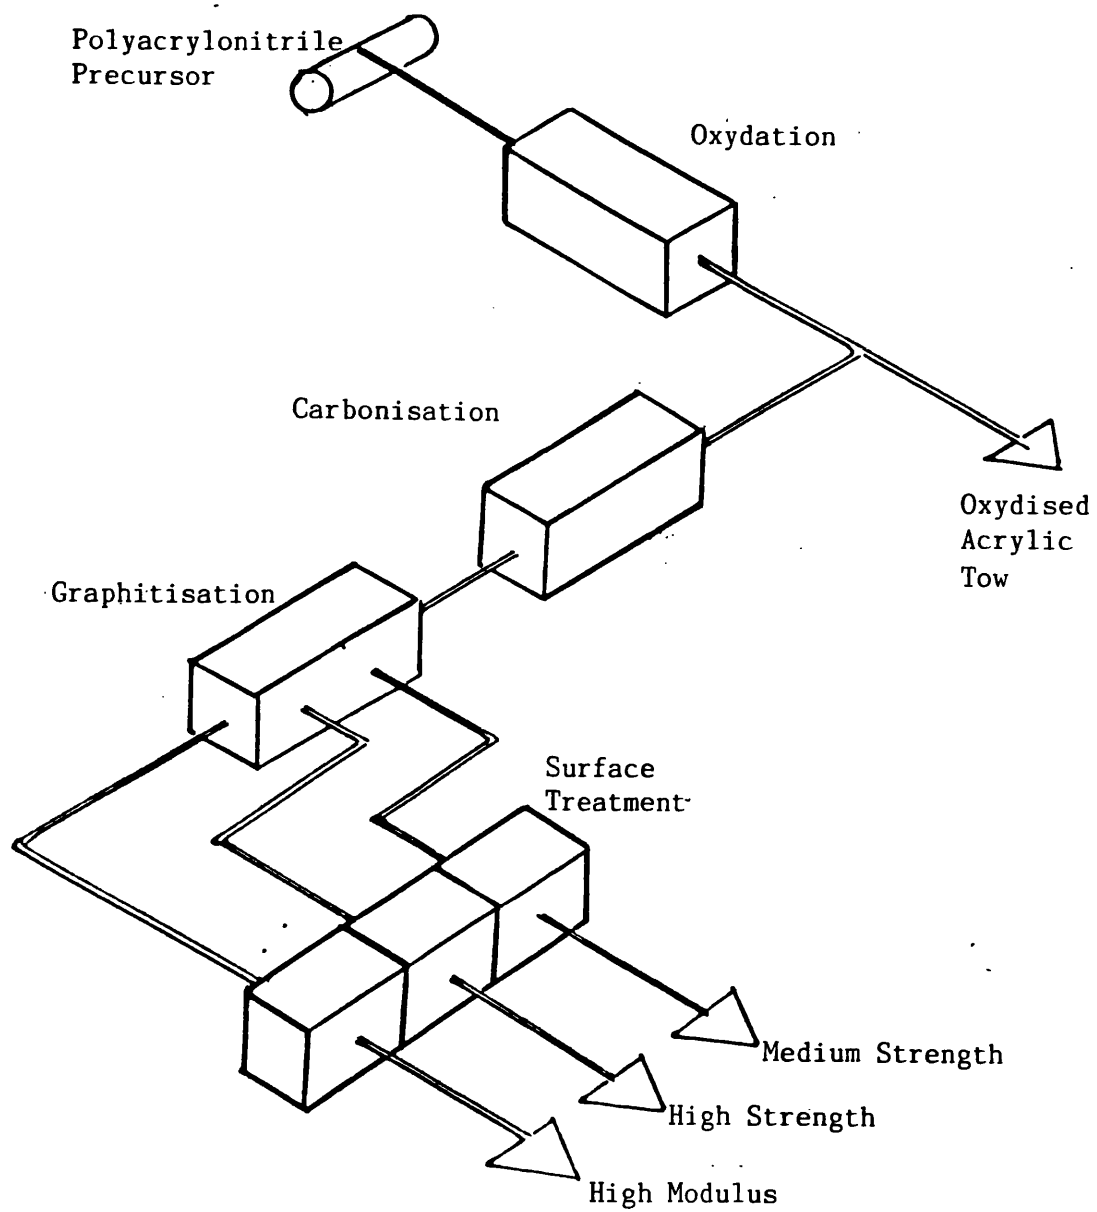 Polyacrylonitrile
Precursor
Oxydation
Carbonisation
Oxydised
Acrylic
Tow
Graphitisation
Surface
Treatment
Medium Strength
High Strength
High Modulus